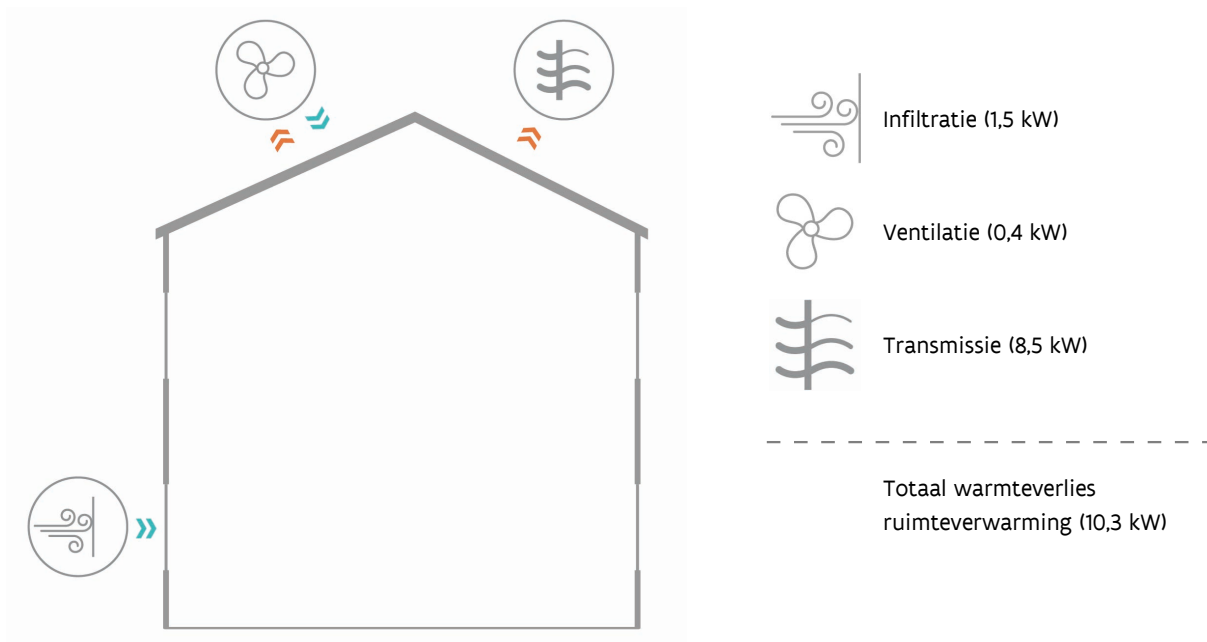 Infiltratie (1,5 kW)
Ventilatie (0,4 kW)
Transmissie (8,5 kW)
Totaal warmteverlies
ruimteverwarming (10,3 kW)